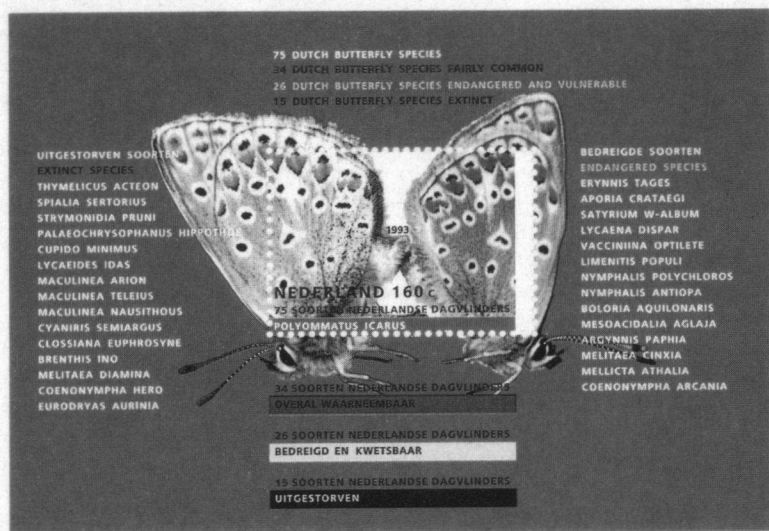 75 DUTCH BUTTERFLY SPECIES
34 DUTCH BUTTERFLY SPECIES FAIRLY COMMON
26 DUTCH BUTTERFLY SPECIES ENDANGERED AND VULNERABLE
15 DUTCH BUTTERFLY SPECIES EXTINCT
UITGESTORVEN SOORTEN
EXTINCT SPECIES
THYMELICUS ACTEON
SPIALIA SERTORIUS
STRYMONIDIA PRUNI
PALAEOCHRYSOPHANUS HIPPOTHOE
CUPIDO MINIMUS
LYCAEIDES IDAS
MACULINEA ARION
MACULINEA TELEIUS
MACULINEA NAUSITHOUS
CYANIRIS SEMIARGUS
CLOSSIANA EUPHROSYNE
BRENTHIS INO
MELITAEA DIAMINA
COENONYMPHA HERO
EURODRYAS AURINIA
1993
NEDERLAND 160 C
75 SOORTEN NEDERLANDSE DAGVLINDERS
POLYOMMATUS ICARUS
34 SOORTEN NEDERLANDSE DAGVLINDERS
OVERAL WAARNEEMBAAR
26 SOORTEN NEDERLANDSE DAGVLINDERS
BEDREIGD EN KWETSBAAR
15 SOORTEN NEDERLANDSE DAGVLINDERS
UITGESTORVEN
BEDREIGDE SOORTEN
ENDANGERED SPECIES
ERYNNIS TAGES
APORIA CRATAEGI
SATYRIUM W-ALBUM
LYCAENA DISPAR
VACCINIINA OPTILETE
LIMENITIS POPULI
NYMPHALIS POLYCHLOROS
NYMPHALIS ANTIOPA
BOLORIA AQUILONARIS
MESOACIDALIA AGLAJA
ARGYNNIS PAPHIA
MELITAEA CINXIA
MELLICTA ATHALIA
COENONYMPHA ARCANIA